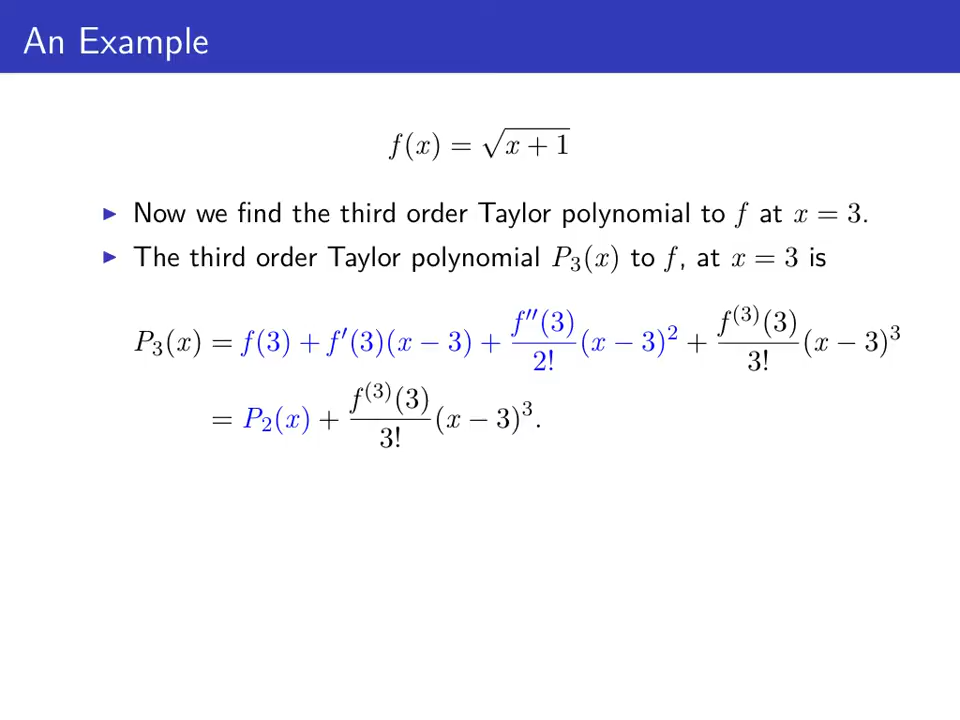 An Example
f(x) = √(x + 1)
▶ Now we find the third order Taylor polynomial to f at x = 3.
▶ The third order Taylor polynomial P₃(x) to f, at x = 3 is
P₃(x) = f(3) + f′(3)(x − 3) + f″(3)/2! (x − 3)² + f⁽³⁾(3)/3! (x − 3)³
= P₂(x) + f⁽³⁾(3)/3! (x − 3)³.